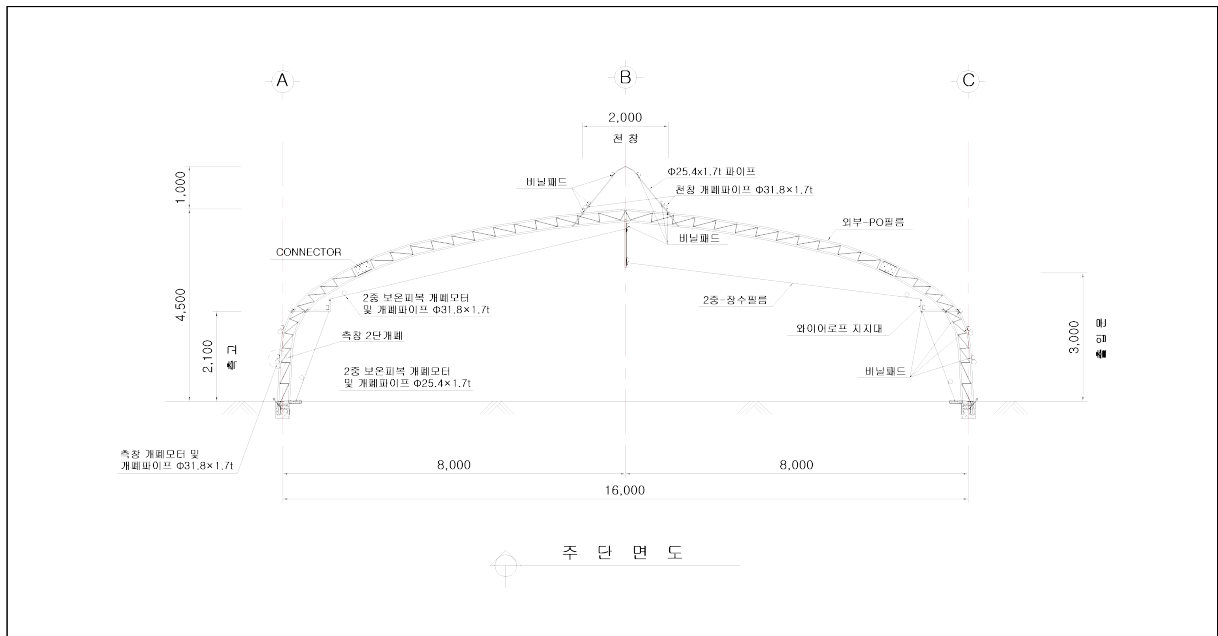 A
B
C
2,000
천 창
1,000
비닐패드
Φ25.4x1.7t 파이프
천창 개폐파이프 Φ31.8×1.7t
외부-PO필름
비닐패드
CONNECTOR
4,500
2중 보온피복 개폐모터
및 개폐파이프 Φ31.8×1.7t
2중-장수필름
측창 2단개폐
와이어로프 지지대
2,100
측 고
3,000
출 입 문
2중 보온피복 개폐모터
및 개폐파이프 Φ25.4×1.7t
비닐패드
측창 개폐모터 및
개폐파이프 Φ31.8×1.7t
8,000
8,000
16,000
주 단 면 도